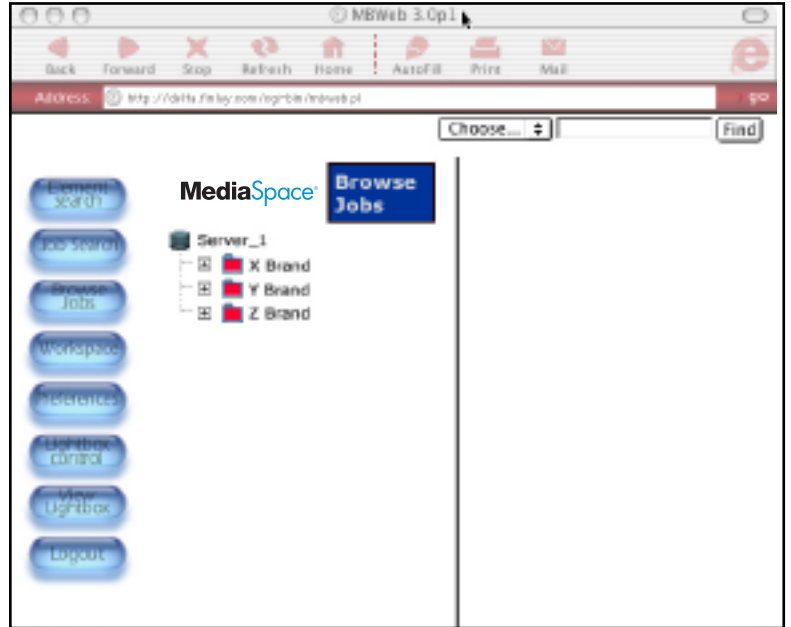 MBWeb 3.0p1
Back Forward Stop Refresh Home AutoFill Print Mail
Address: go
Choose... Find
Element
search
Job Search
Browse
Jobs
Workspace
Preferences
Lightbox
control
View
Lightbox
Logout
MediaSpace
Browse
Jobs
Server_1
X Brand
Y Brand
Z Brand